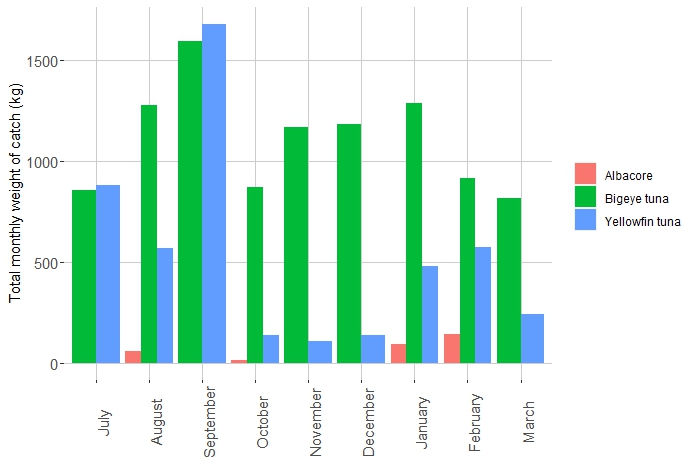 Total monthly weight of catch (kg)
1500
1000
500
0
July
August
September
October
November
December
January
February
March
Albacore
Bigeye tuna
Yellowfin tuna